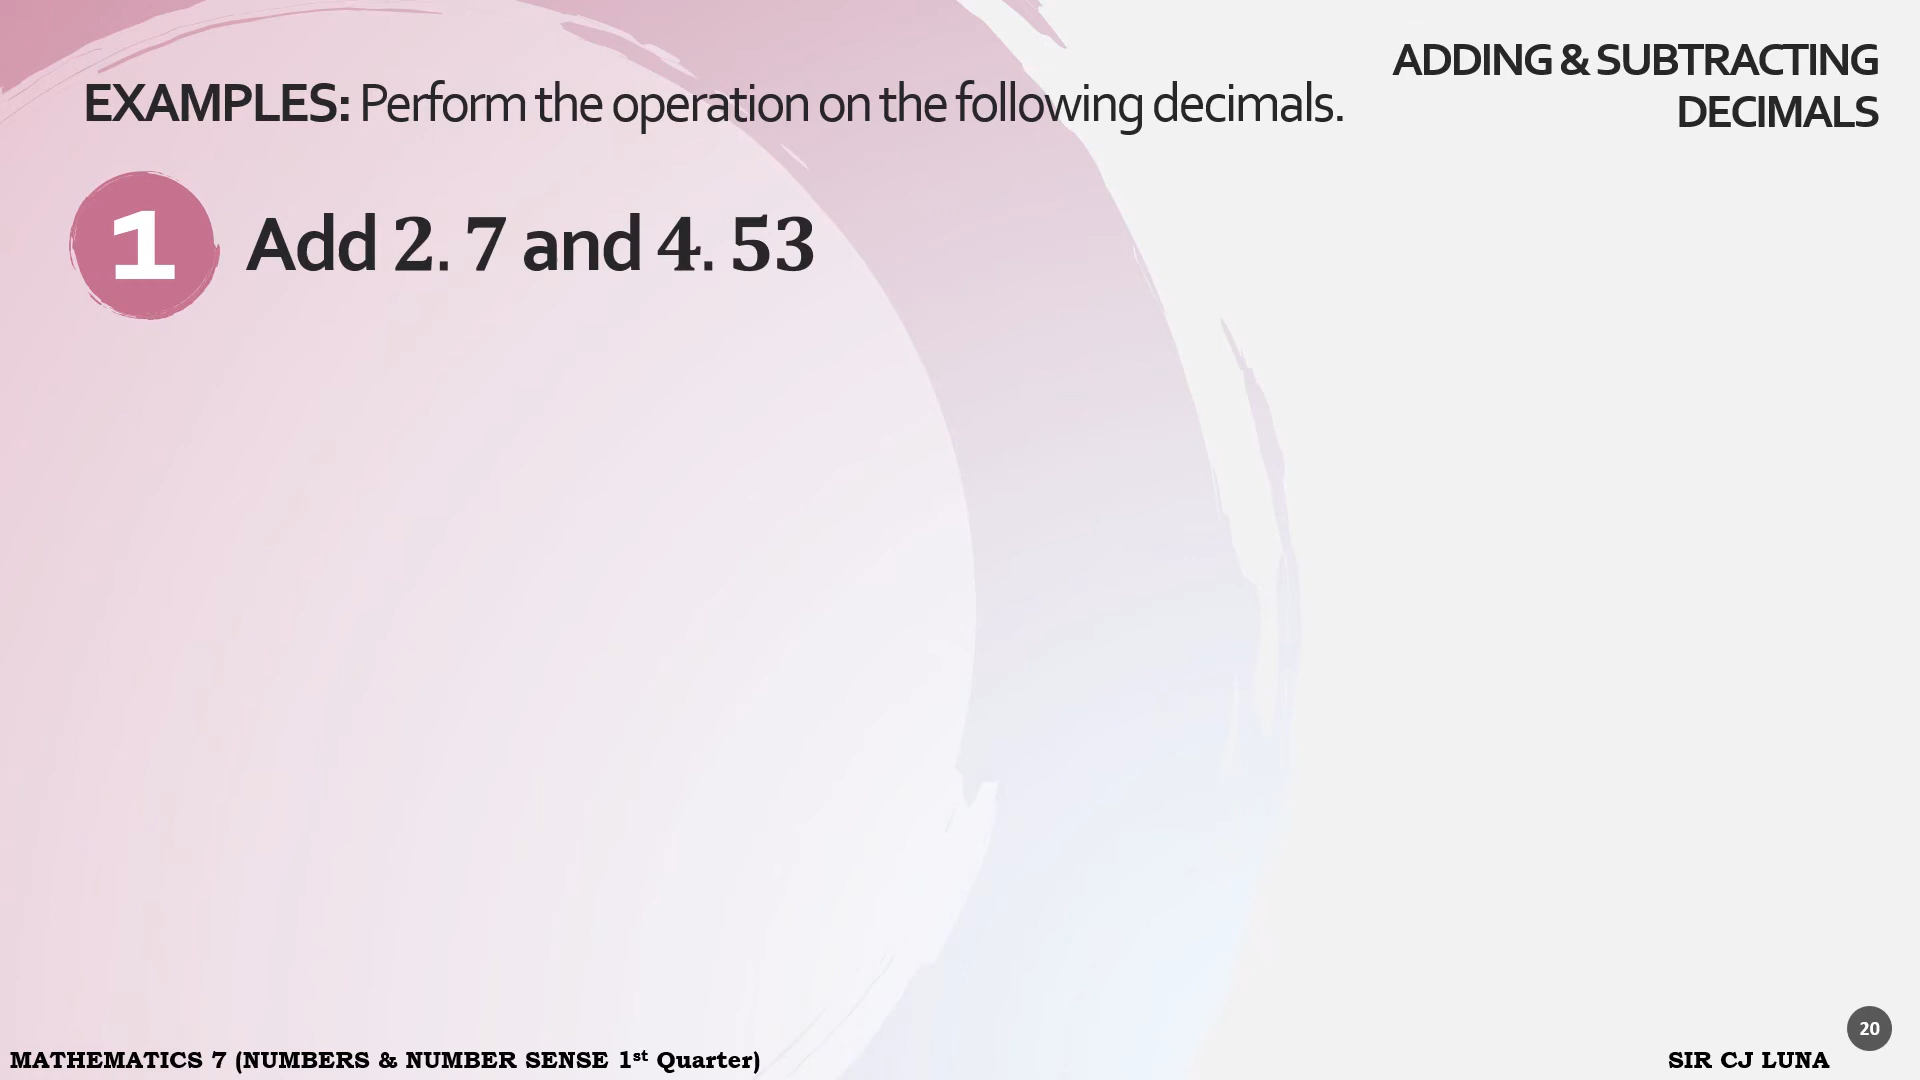 ADDING & SUBTRACTING
DECIMALS
EXAMPLES: Perform the operation on the following decimals.
1 Add 2. 7 and 4. 53
20
MATHEMATICS 7 (NUMBERS & NUMBER SENSE 1st Quarter)
SIR CJ LUNA